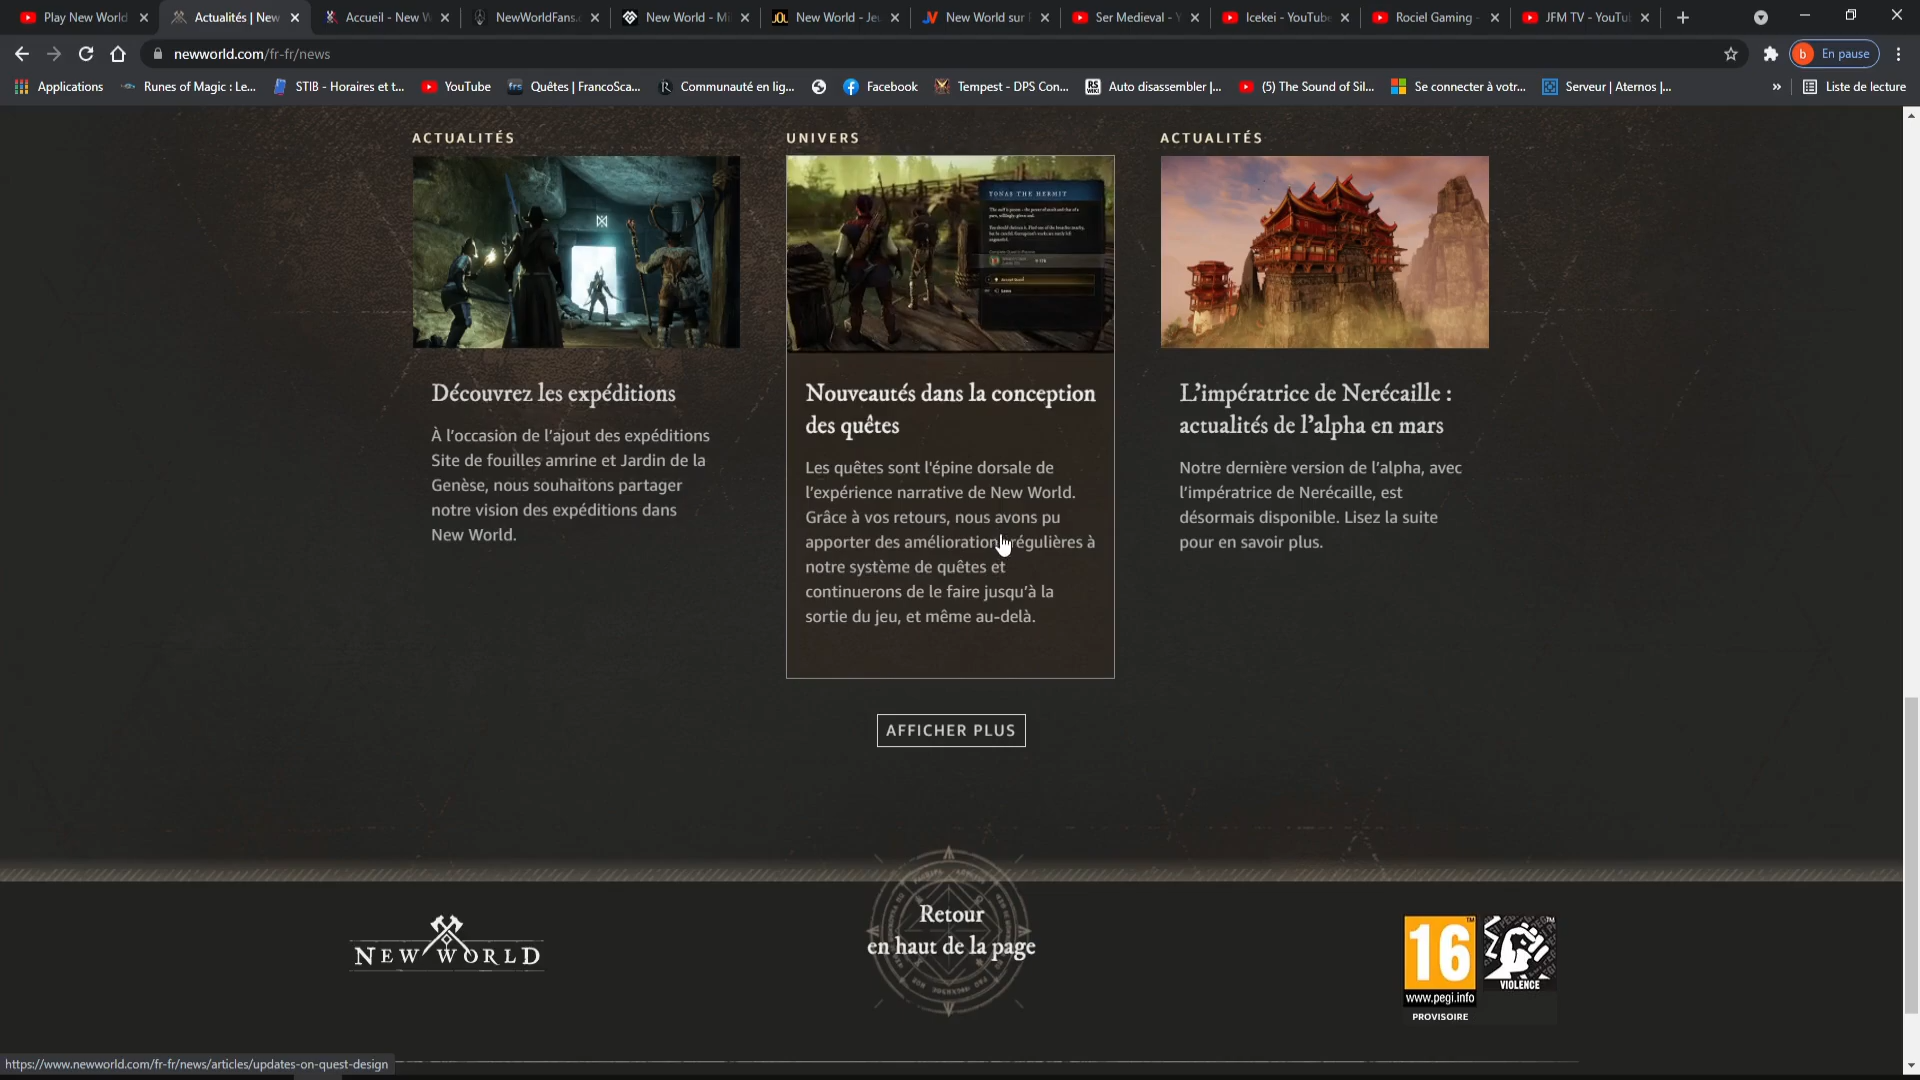 Play New World
Actualités | New
Accueil - New W
NewWorldFans.c
New World - M
New World - Je
New World sur
Ser Medieval - Y
Icekei - YouTube
Rociel Gaming -
JFM TV - YouTu
newworld.com/fr-fr/news
b
En pause
Applications
Runes of Magic : Le...
STIB - Horaires et t...
YouTube
Quêtes | FrancoSca...
Communauté en lig...
Facebook
Tempest - DPS Con...
Auto disassembler |...
(5) The Sound of Sil...
Se connecter à votr...
Serveur | Aternos |...
»
Liste de lecture
ACTUALITÉS
UNIVERS
ACTUALITÉS
YONAS THE HERMIT
Découvrez les expéditions
À l'occasion de l'ajout des expéditions
Site de fouilles amrine et Jardin de la
Genèse, nous souhaitons partager
notre vision des expéditions dans
New World.
Nouveautés dans la conception
des quêtes
Les quêtes sont l'épine dorsale de
l'expérience narrative de New World.
Grâce à vos retours, nous avons pu
apporter des amélioration régulières à
notre système de quêtes et
continuerons de le faire jusqu'à la
sortie du jeu, et même au-delà.
L'impératrice de Nerécaille :
actualités de l'alpha en mars
Notre dernière version de l'alpha, avec
l'impératrice de Nerécaille, est
désormais disponible. Lisez la suite
pour en savoir plus.
AFFICHER PLUS
NEW WORLD
Retour
en haut de la page
16
www.pegi.info
PROVISOIRE
VIOLENCE
https://www.newworld.com/fr-fr/news/articles/updates-on-quest-design